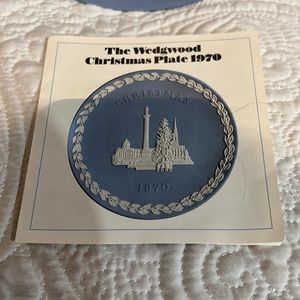 The Wedgwood
Christmas Plate 1970
CHRISTMAS
1970